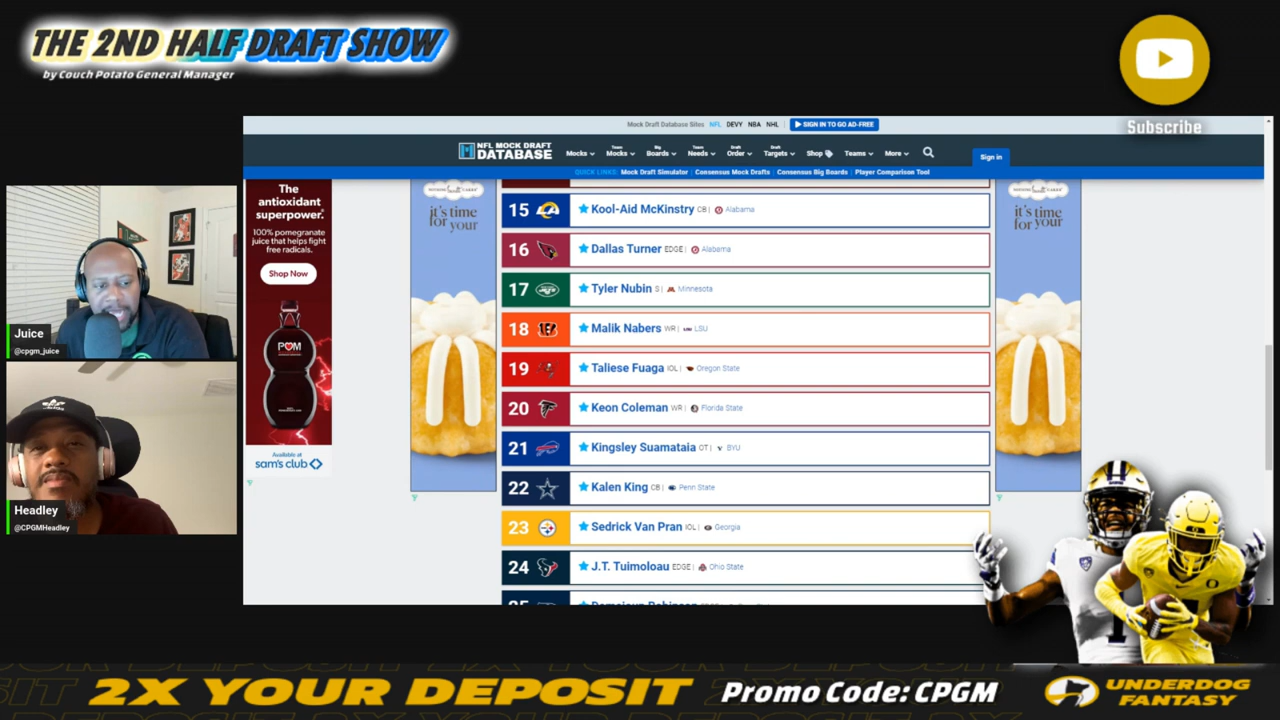 THE 2ND HALF DRAFT SHOW
by Couch Potato General Manager
Subscribe
Mock Draft Database Sites NFL DEVY NBA NHL SIGN IN TO GO AD-FREE
NFL MOCK DRAFT
DATABASE
Mocks
Team
Mocks
Big
Boards
Team
Needs
Draft
Order
Draft
Targets
Shop
Teams
More
Sign in
QUICK LINKS: Mock Draft Simulator | Consensus Mock Drafts | Consensus Big Boards | Player Comparison Tool
The
antioxidant
superpower.
100% pomegranate
juice that helps fight
free radicals.
Shop Now
POM
Available at
sam's club
it's time
for your
15 Kool-Aid McKinstry CB | Alabama
16 Dallas Turner EDGE | Alabama
17 Tyler Nubin S | Minnesota
18 Malik Nabers WR | LSU
19 Taliese Fuaga IOL | Oregon State
20 Keon Coleman WR | Florida State
21 Kingsley Suamataia OT | BYU
22 Kalen King CB | Penn State
23 Sedrick Van Pran IOL | Georgia
24 J.T. Tuimoloau EDGE | Ohio State
it's time
for your
Juice
@cpgm_juice
Headley
@CPGMHeadley
2X YOUR DEPOSIT
Promo Code: CPGM
UNDERDOG
FANTASY